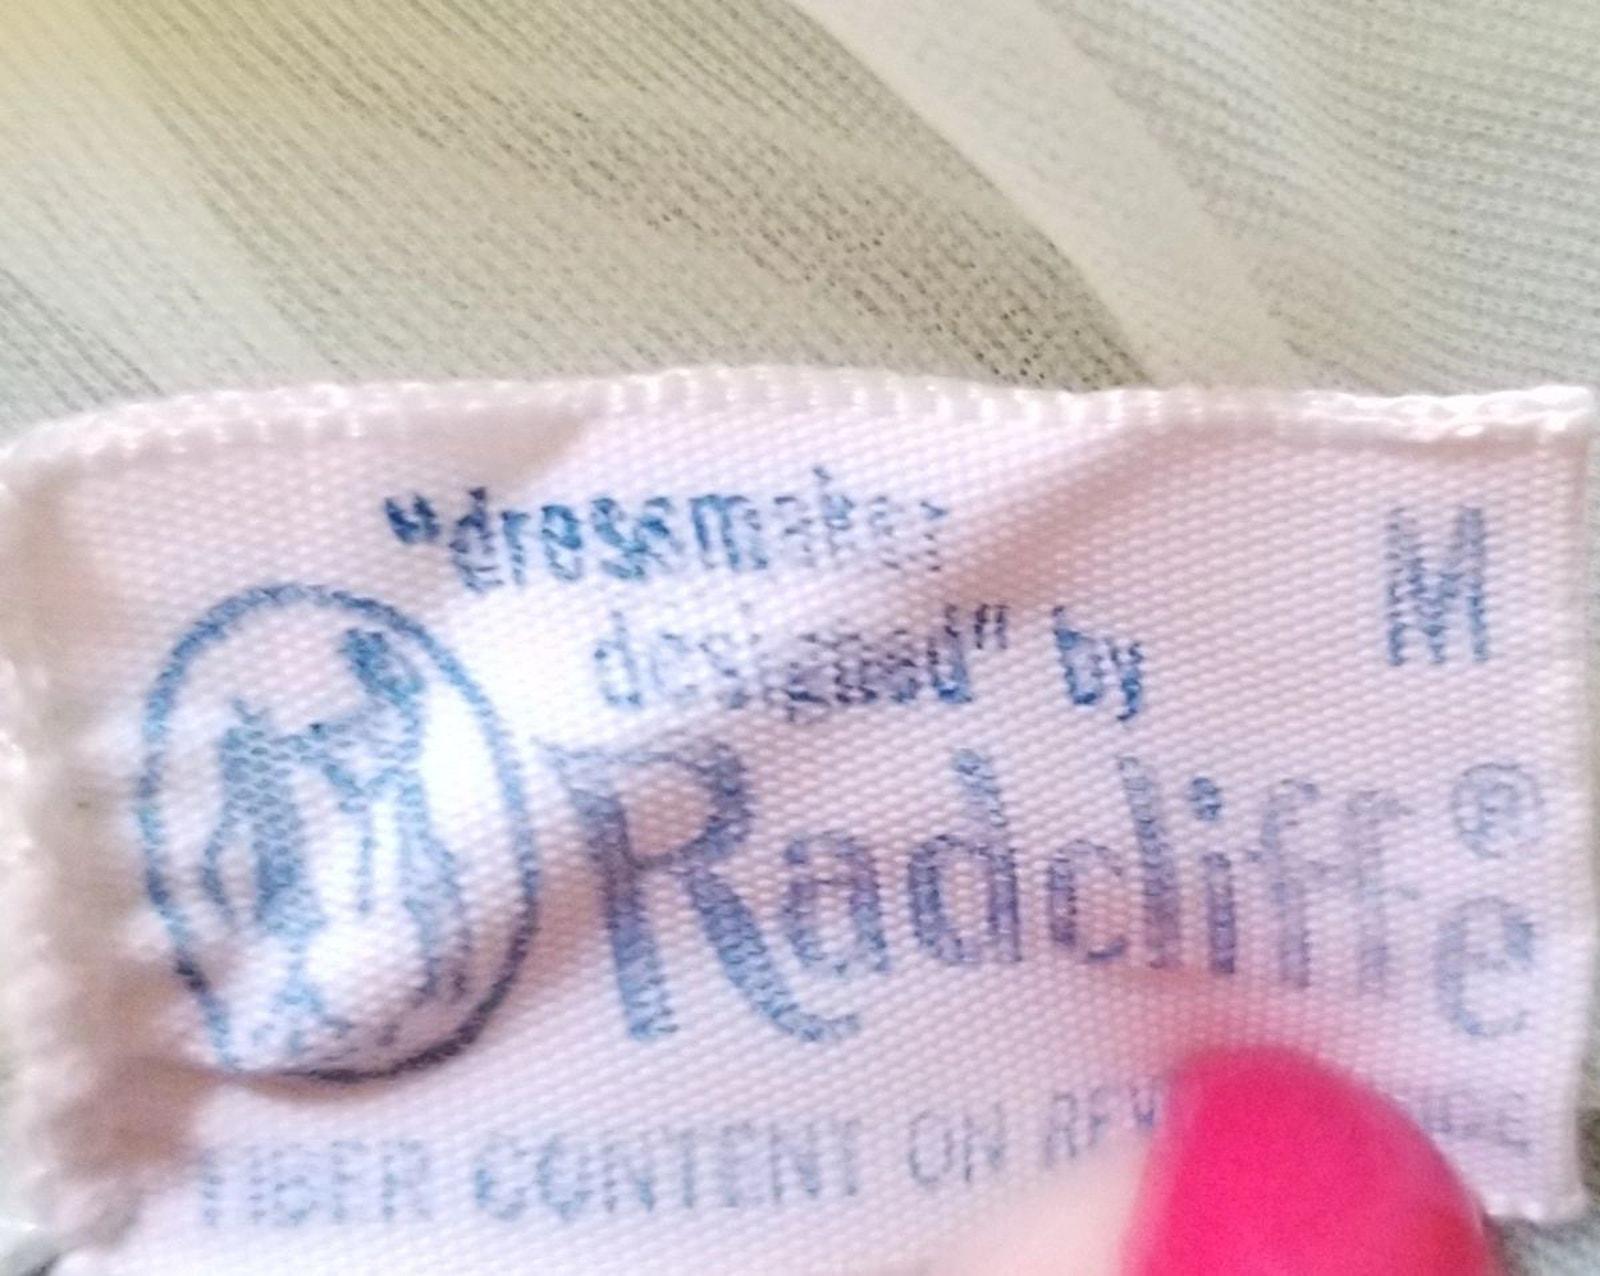 "dressmaker
designed" by
M
Radcliffe ®
FIBER CONTENT ON